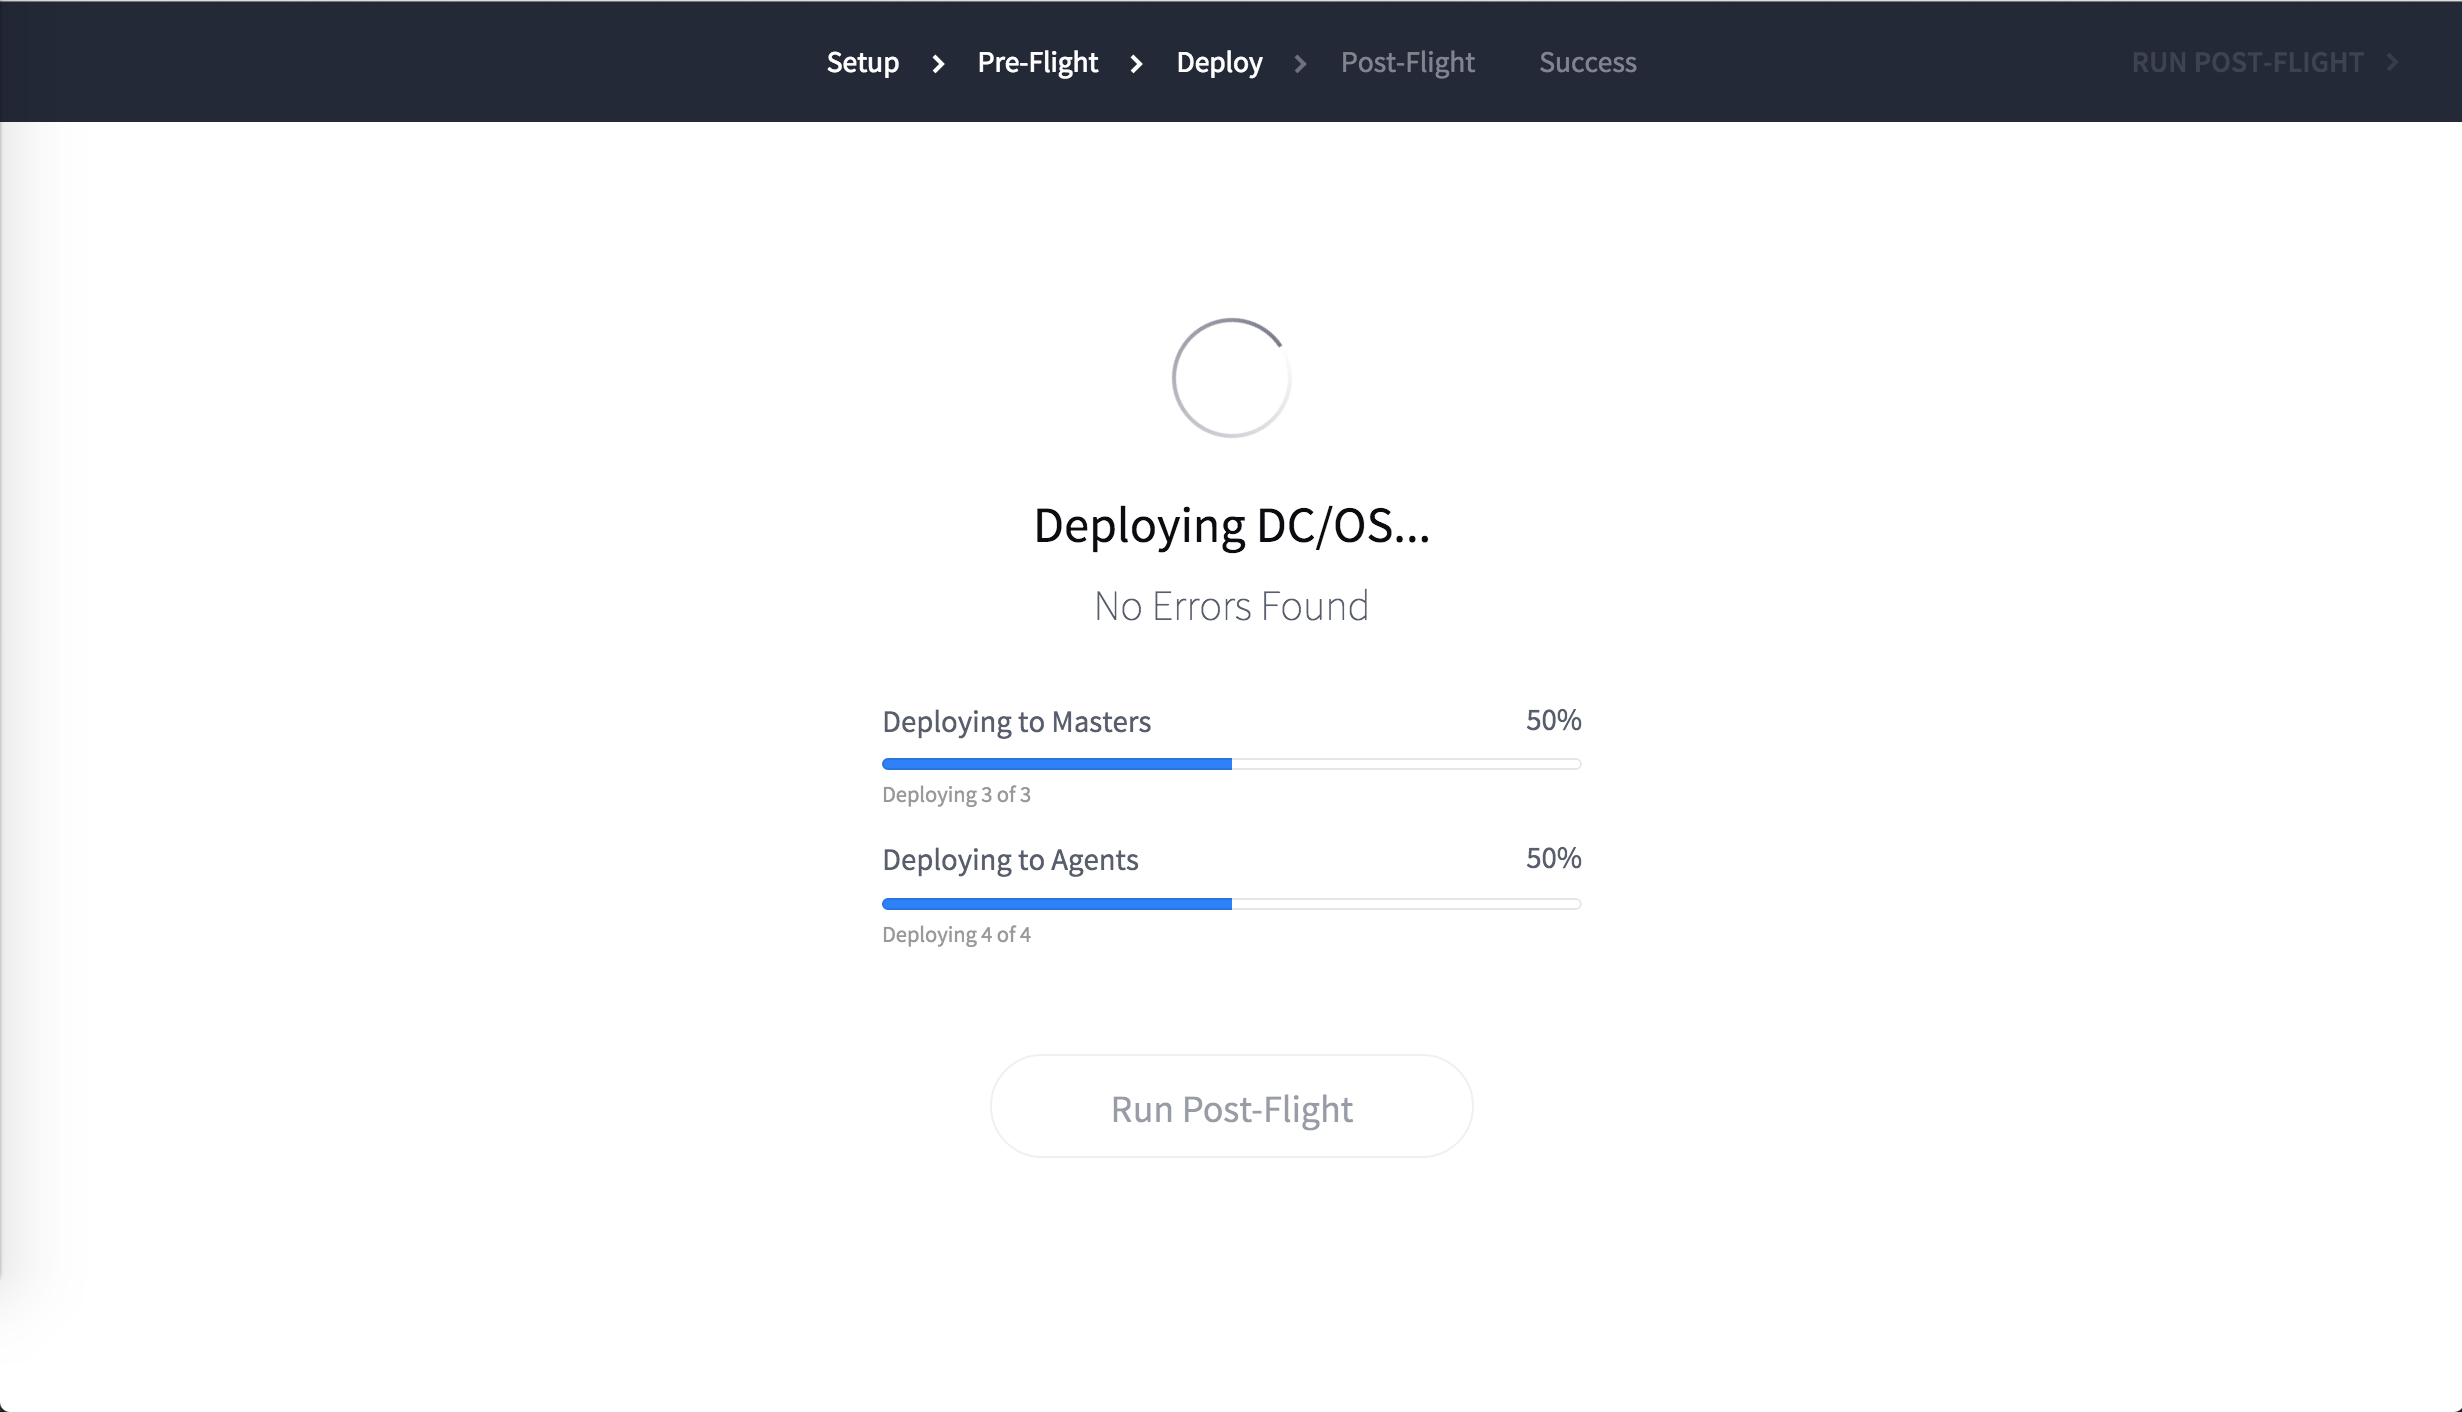 Setup > Pre-Flight > Deploy > Post-Flight Success RUN POST-FLIGHT >
Deploying DC/OS...
No Errors Found
Deploying to Masters 50%
Deploying 3 of 3
Deploying to Agents 50%
Deploying 4 of 4
Run Post-Flight